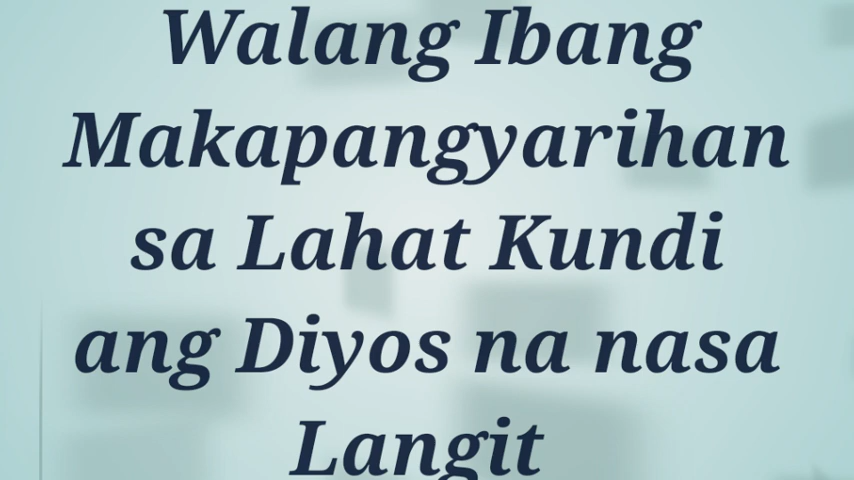 Walang Ibang
Makapangyarihan
sa Lahat Kundi
ang Diyos na nasa
Langit